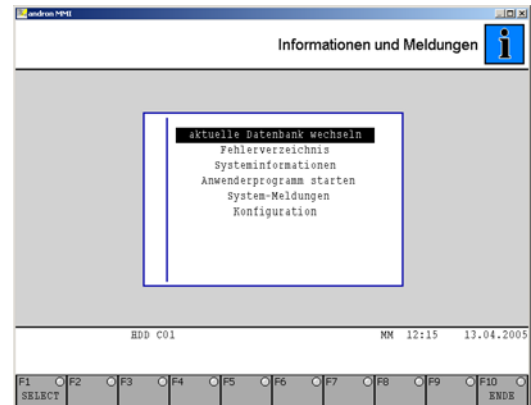 andron MMI
Informationen und Meldungen
aktuelle Datenbank wechseln
Fehlerverzeichnis
Systeminformationen
Anwenderprogramm starten
System-Meldungen
Konfiguration
HDD C01 MM 12:15 13.04.2005
F1 F2 F3 F4 F5 F6 F7 F8 F9 F10
SELECT ENDE